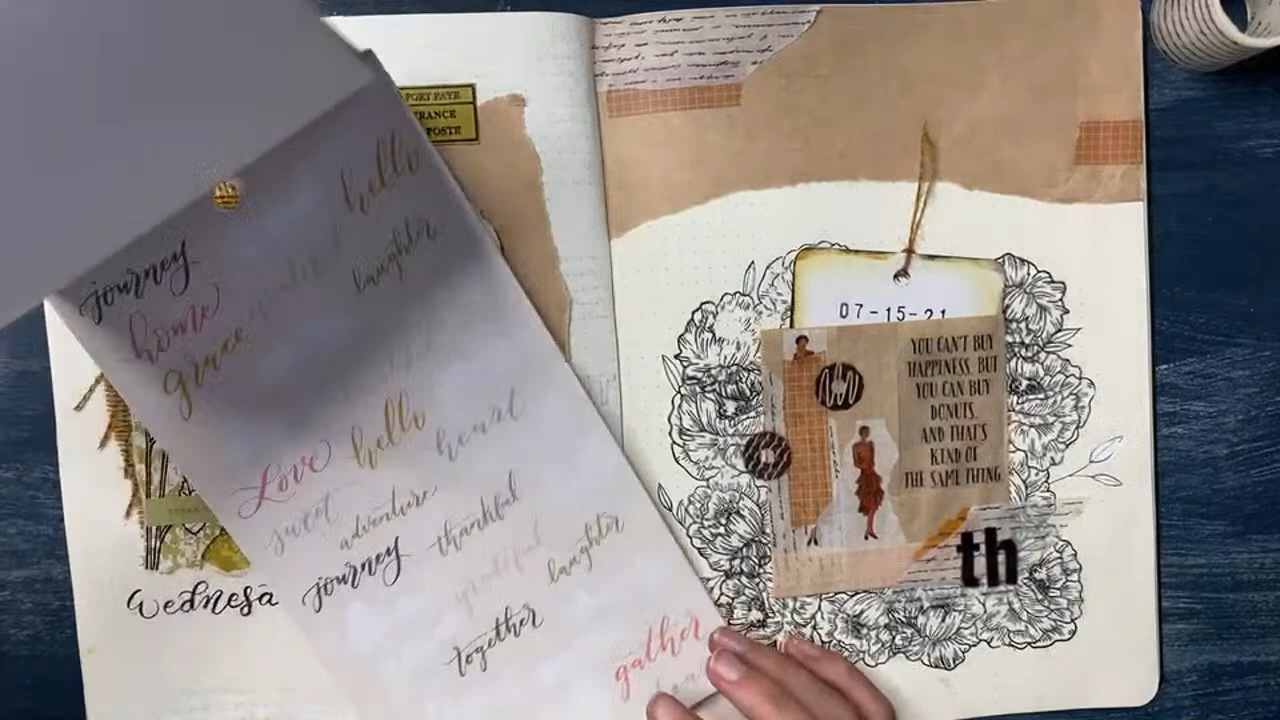 PORT PAYE
FRANCE
POSTE
hello
laughter
journey
home
grace
Love hello heart
sweet adventure thankful
journey grateful laughter
together
gather
Wednesa
07-15-21
YOU CAN'T BUY
HAPPINESS, BUT
YOU CAN BUY
DONUTS.
AND THAT'S
KIND OF
THE SAME THING
th